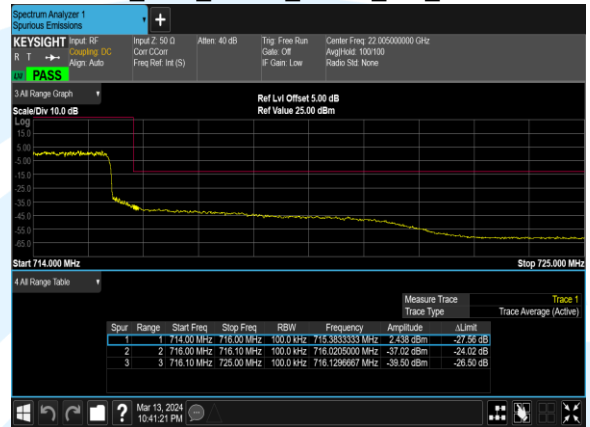 Spectrum Analyzer 1
Spurious Emissions
KEYSIGHT Input: RF Input Z: 50 Ω Atten: 40 dB Trig: Free Run Center Freq: 22.005000000 GHz
R T Coupling: DC Corr CCorr Gate: Off Avg|Hold: 100/100
Align: Auto Freq Ref: Int (S) IF Gain: Low Radio Std: None
PASS
3 All Range Graph
Ref Lvl Offset 5.00 dB
Scale/Div 10.0 dB Ref Value 25.00 dBm
Log
15.0
5.00
-5.00
-15.0
-25.0
-35.0
-45.0
-55.0
-65.0
Start 714.000 MHz Stop 725.000 MHz
4 All Range Table
Measure Trace Trace 1
Trace Type Trace Average (Active)
Spur Range Start Freq Stop Freq RBW Frequency Amplitude ΔLimit
1 1 714.00 MHz 716.00 MHz 100.0 kHz 715.3833333 MHz 2.438 dBm -27.56 dB
2 2 716.00 MHz 716.10 MHz 100.0 kHz 716.0205000 MHz -37.02 dBm -24.02 dB
3 3 716.10 MHz 725.00 MHz 100.0 kHz 716.1296667 MHz -39.50 dBm -26.50 dB
Mar 13, 2024
10:41:21 PM